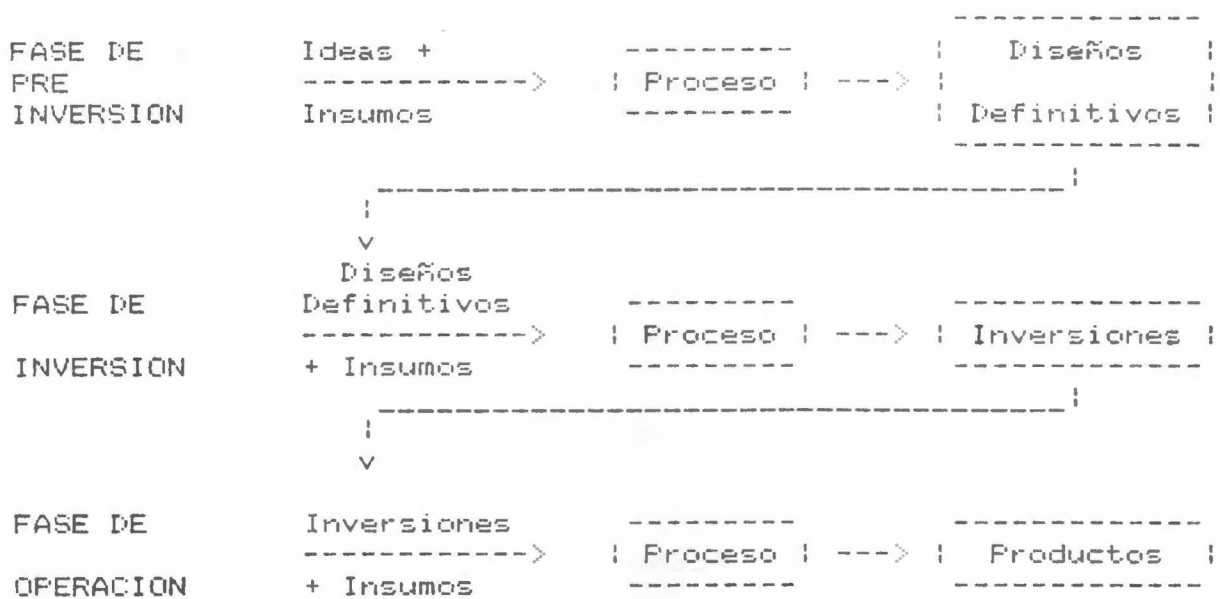 FASE DE Ideas + Diseños
PRE Proceso
INVERSION Insumos Definitivos
Diseños
FASE DE Definitivos
Proceso Inversiones
INVERSION + Insumos
FASE DE Inversiones
Proceso Productos
OPERACION + Insumos